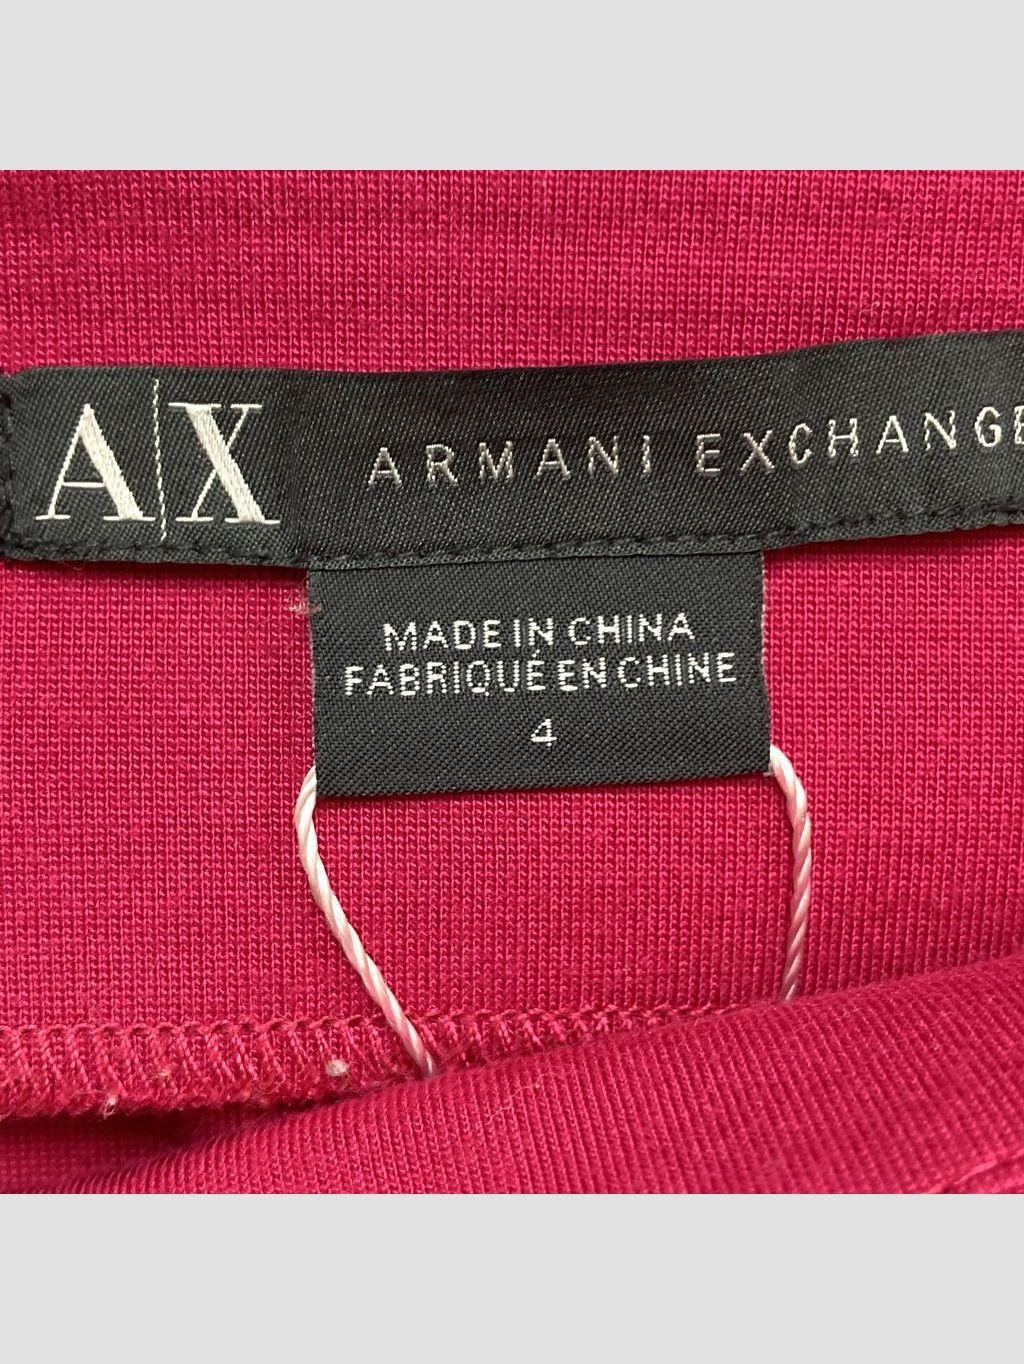 A|X ARMANI EXCHANGE
MADE IN CHINA
FABRIQUÉ EN CHINE
4